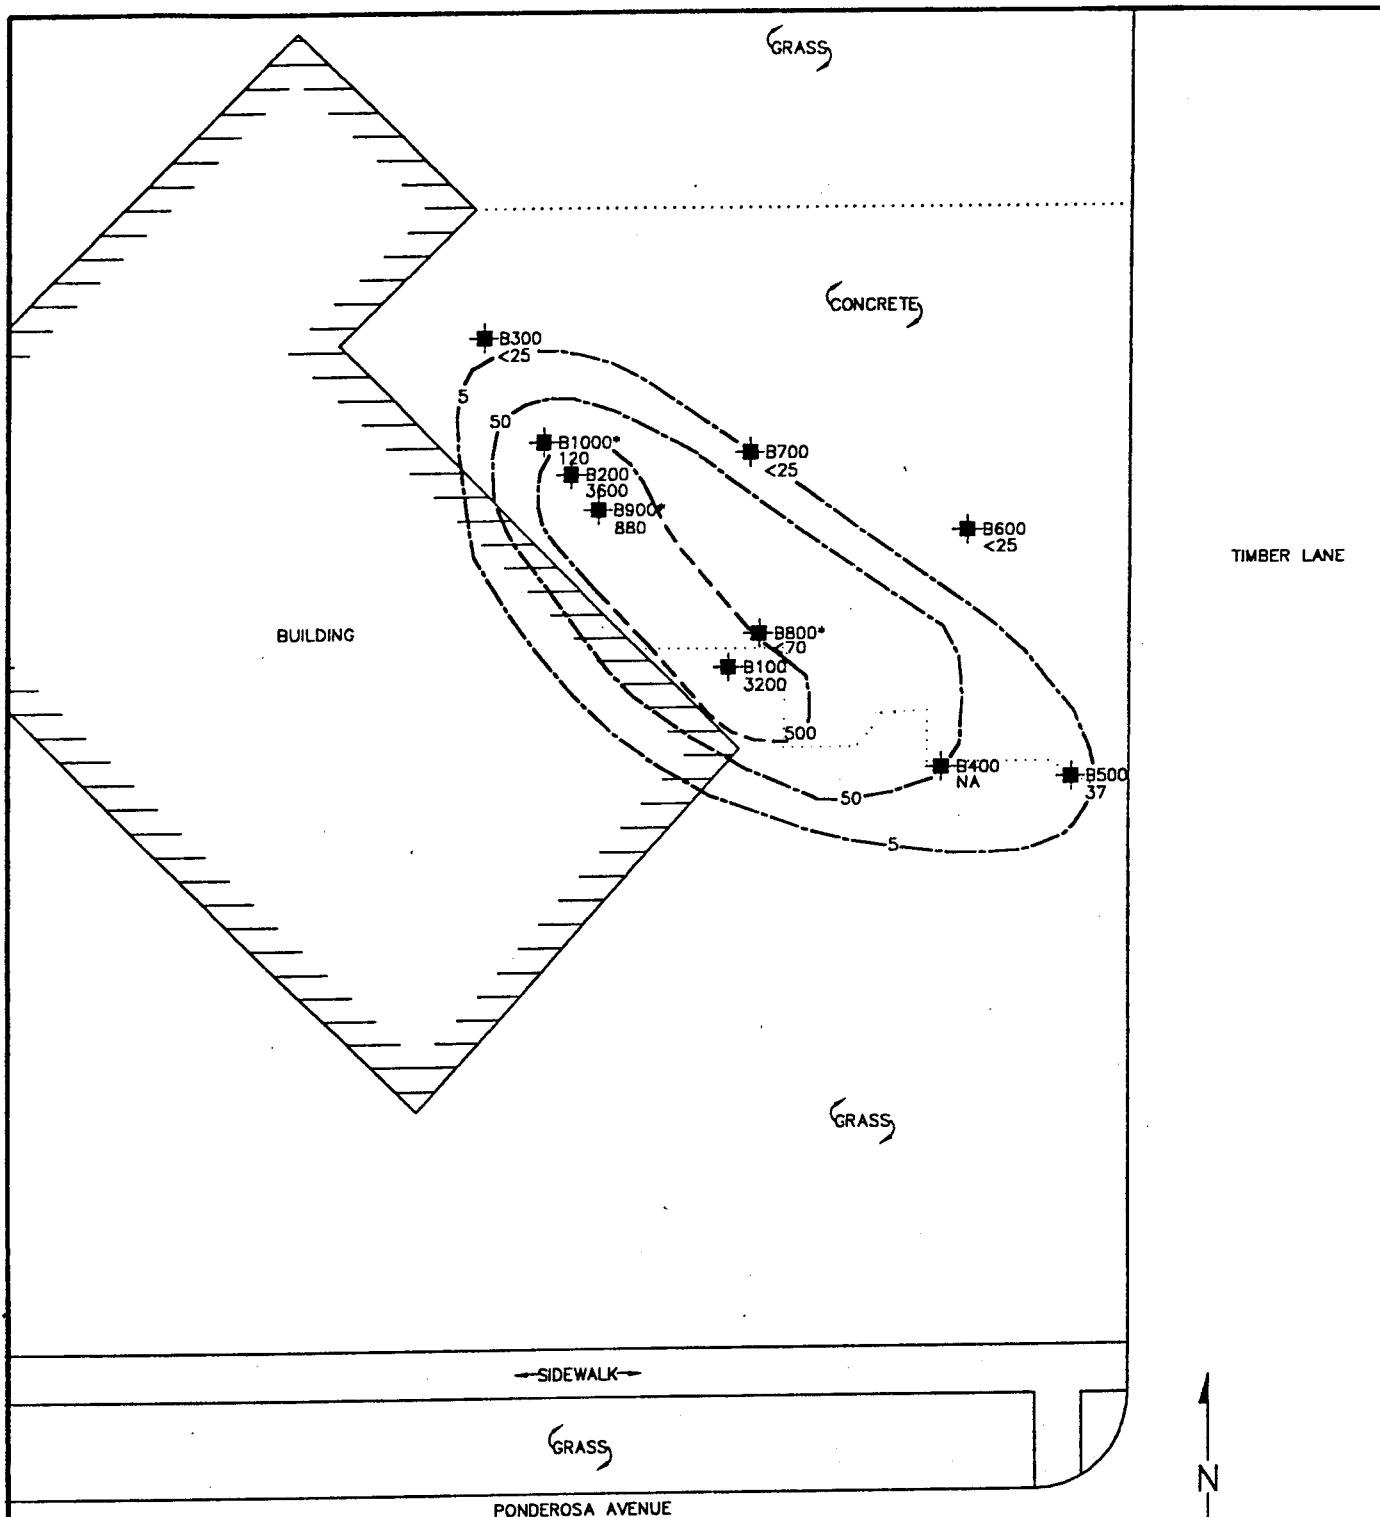 GRASS
CONCRETE
B300
<25
5
50
B1000*
120
B200
3600
B900*
880
B700
<25
B600
<25
TIMBER LANE
BUILDING
B800*
<70
B100
3200
500
B400
NA
B500
37
50
5
GRASS
SIDEWALK
GRASS
N
PONDEROSA AVENUE